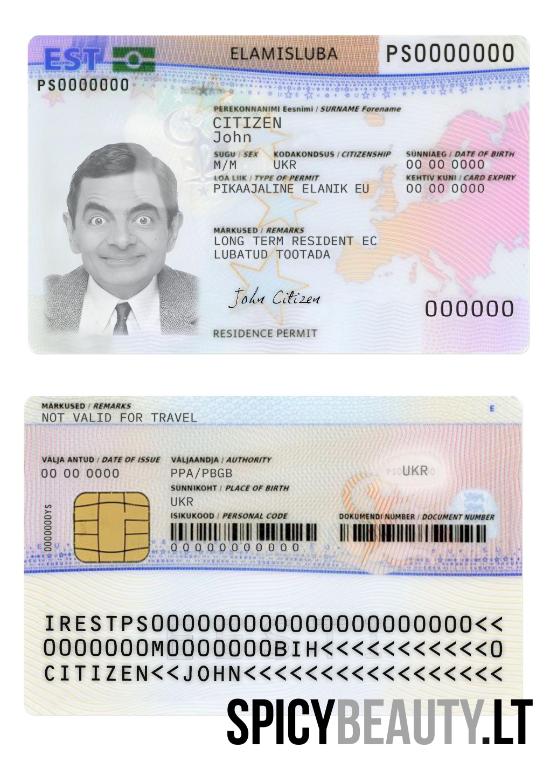 EST
ELAMISLUBA
PS0000000
PS0000000
PEREKONNANIMI Eesnimi / SURNAME Forename
CITIZEN
John
SUGU / SEX KODAKONDSUS / CITIZENSHIP SÜNNIAEG / DATE OF BIRTH
M/M UKR 00 00 0000
LOA LIIK / TYPE OF PERMIT KEHTIV KUNI / CARD EXPIRY
PIKAAJALINE ELANIK EU 00 00 0000
MÄRKUSED / REMARKS
LONG TERM RESIDENT EC
LUBATUD TOOTADA
John Citizen
000000
RESIDENCE PERMIT
MÄRKUSED / REMARKS
NOT VALID FOR TRAVEL
E
VÄLJA ANTUD / DATE OF ISSUE VÄLJAANDJA / AUTHORITY
00 00 0000 PPA/PBGB
UKR
SÜNNIKOHT / PLACE OF BIRTH
UKR
ISIKUKOOD / PERSONAL CODE DOKUMENDI NUMBER / DOCUMENT NUMBER
00000000000
IRESTPS00000000000000000000000<<
0000000M0000000BIH<<<<<<<<<<<0
CITIZEN<<JOHN<<<<<<<<<<<<<<<<<
SPICYBEAUTY.LT